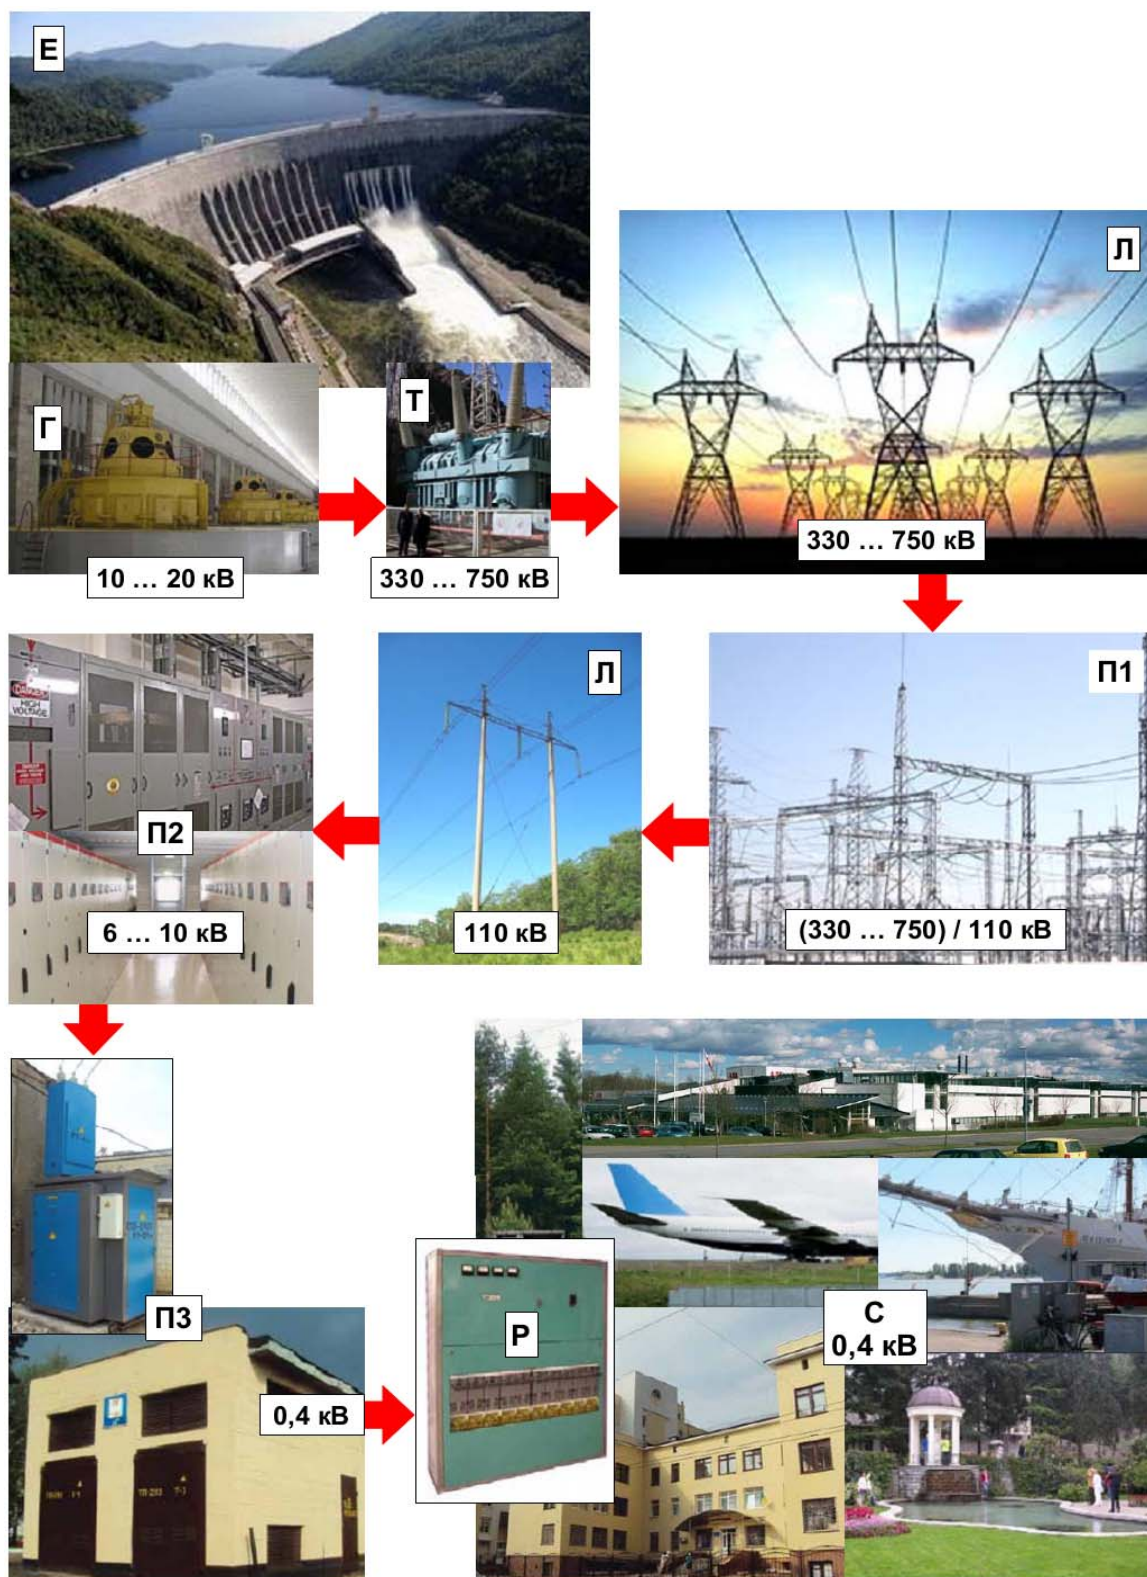 Е
Л
Г
Т
10 ... 20 кВ
330 ... 750 кВ
330 ... 750 кВ
П1
Л
DANGER
HIGH
VOLTAGE
П2
6 ... 10 кВ
110 кВ
(330 ... 750) / 110 кВ
П3
Р
С
0,4 кВ
0,4 кВ